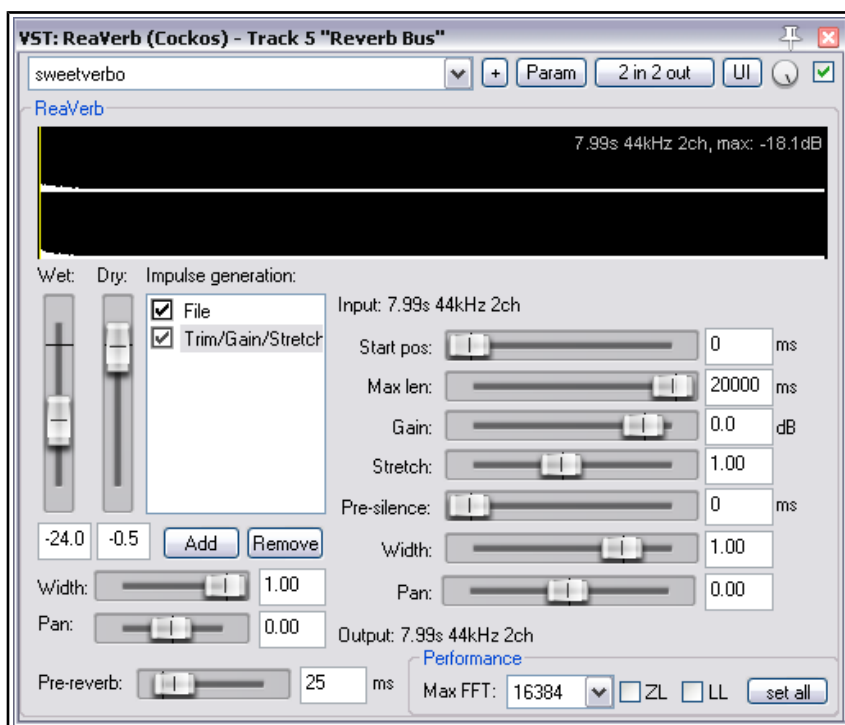 VST: ReaVerb (Cockos) - Track 5 "Reverb Bus"
sweetverbo + Param 2 in 2 out UI
ReaVerb
7.99s 44kHz 2ch, max: -18.1dB
Wet: Dry: Impulse generation:
File
Trim/Gain/Stretch
Input: 7.99s 44kHz 2ch
Start pos: 0 ms
Max len: 20000 ms
Gain: 0.0 dB
Stretch: 1.00
Pre-silence: 0 ms
Width: 1.00
Pan: 0.00
Output: 7.99s 44kHz 2ch
-24.0 -0.5 Add Remove
Width: 1.00
Pan: 0.00
Pre-reverb: 25 ms
Performance
Max FFT: 16384 ZL LL set all